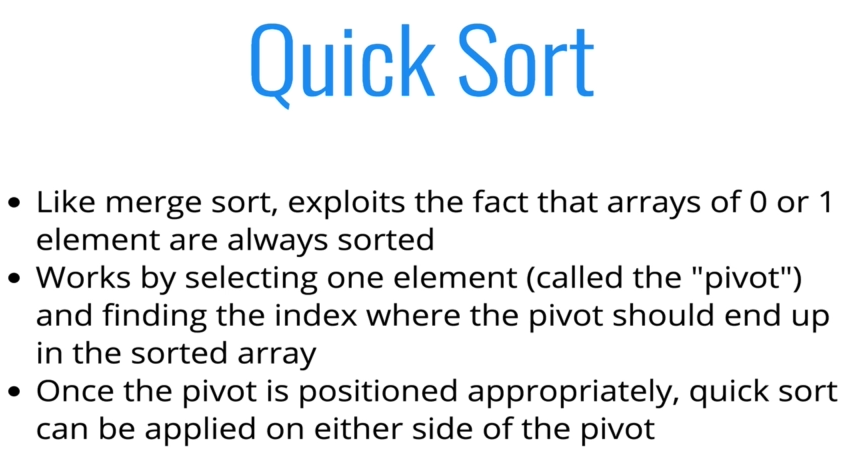 Quick Sort
• Like merge sort, exploits the fact that arrays of 0 or 1
element are always sorted
• Works by selecting one element (called the "pivot")
and finding the index where the pivot should end up
in the sorted array
• Once the pivot is positioned appropriately, quick sort
can be applied on either side of the pivot